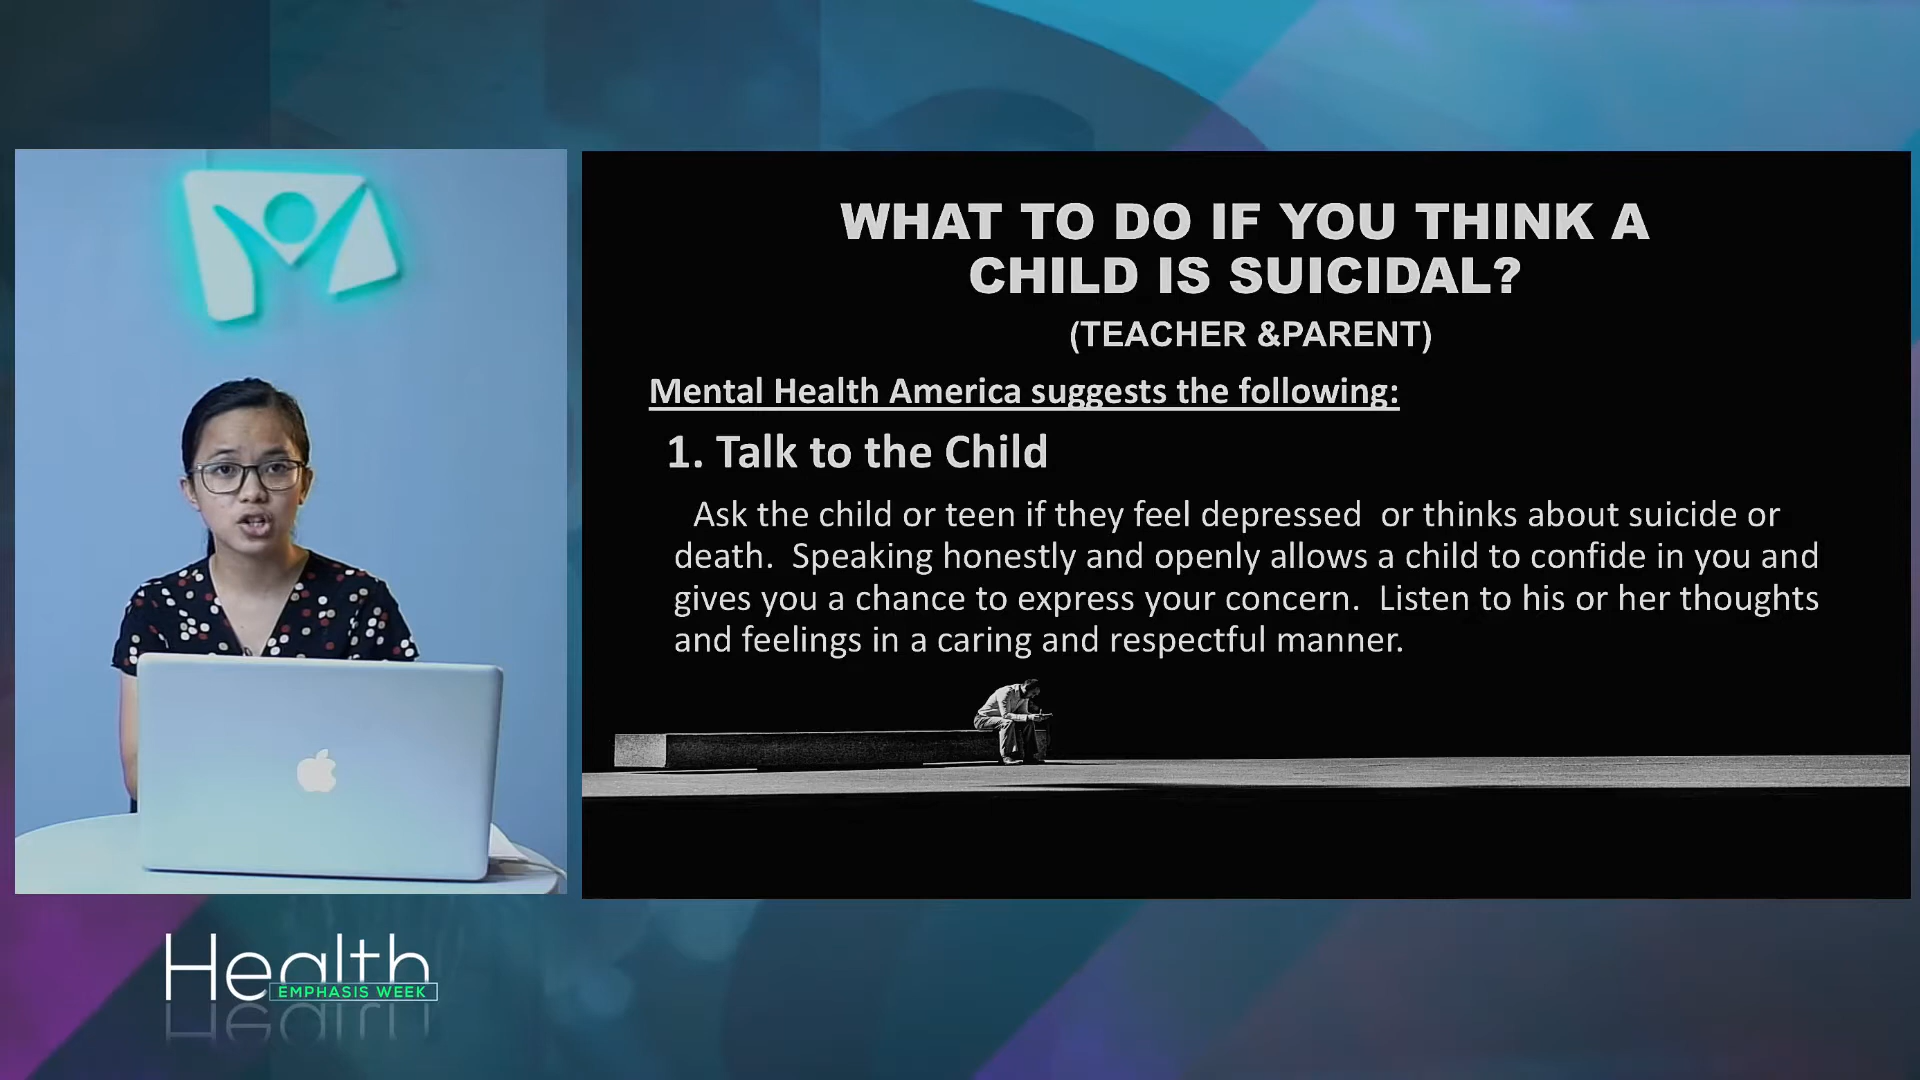 WHAT TO DO IF YOU THINK A
CHILD IS SUICIDAL?
(TEACHER &PARENT)
Mental Health America suggests the following:
1. Talk to the Child
Ask the child or teen if they feel depressed  or thinks about suicide or
death.  Speaking honestly and openly allows a child to confide in you and
gives you a chance to express your concern.  Listen to his or her thoughts
and feelings in a caring and respectful manner.
Health
EMPHASIS WEEK